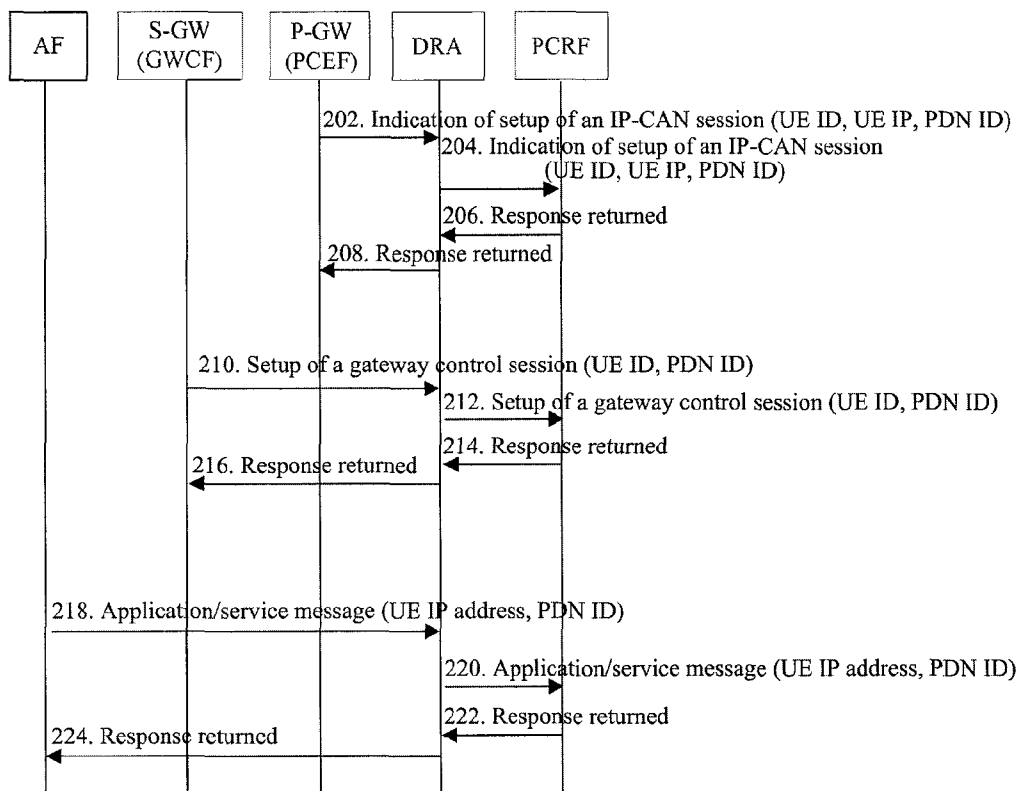 AF
S-GW
(GWCF)
P-GW
(PCEF)
DRA
PCRF
202. Indication of setup of an IP-CAN session (UE ID, UE IP, PDN ID)
204. Indication of setup of an IP-CAN session
(UE ID, UE IP, PDN ID)
206. Response returned
208. Response returned
210. Setup of a gateway control session (UE ID, PDN ID)
212. Setup of a gateway control session (UE ID, PDN ID)
214. Response returned
216. Response returned
218. Application/service message (UE IP address, PDN ID)
220. Application/service message (UE IP address, PDN ID)
222. Response returned
224. Response returned